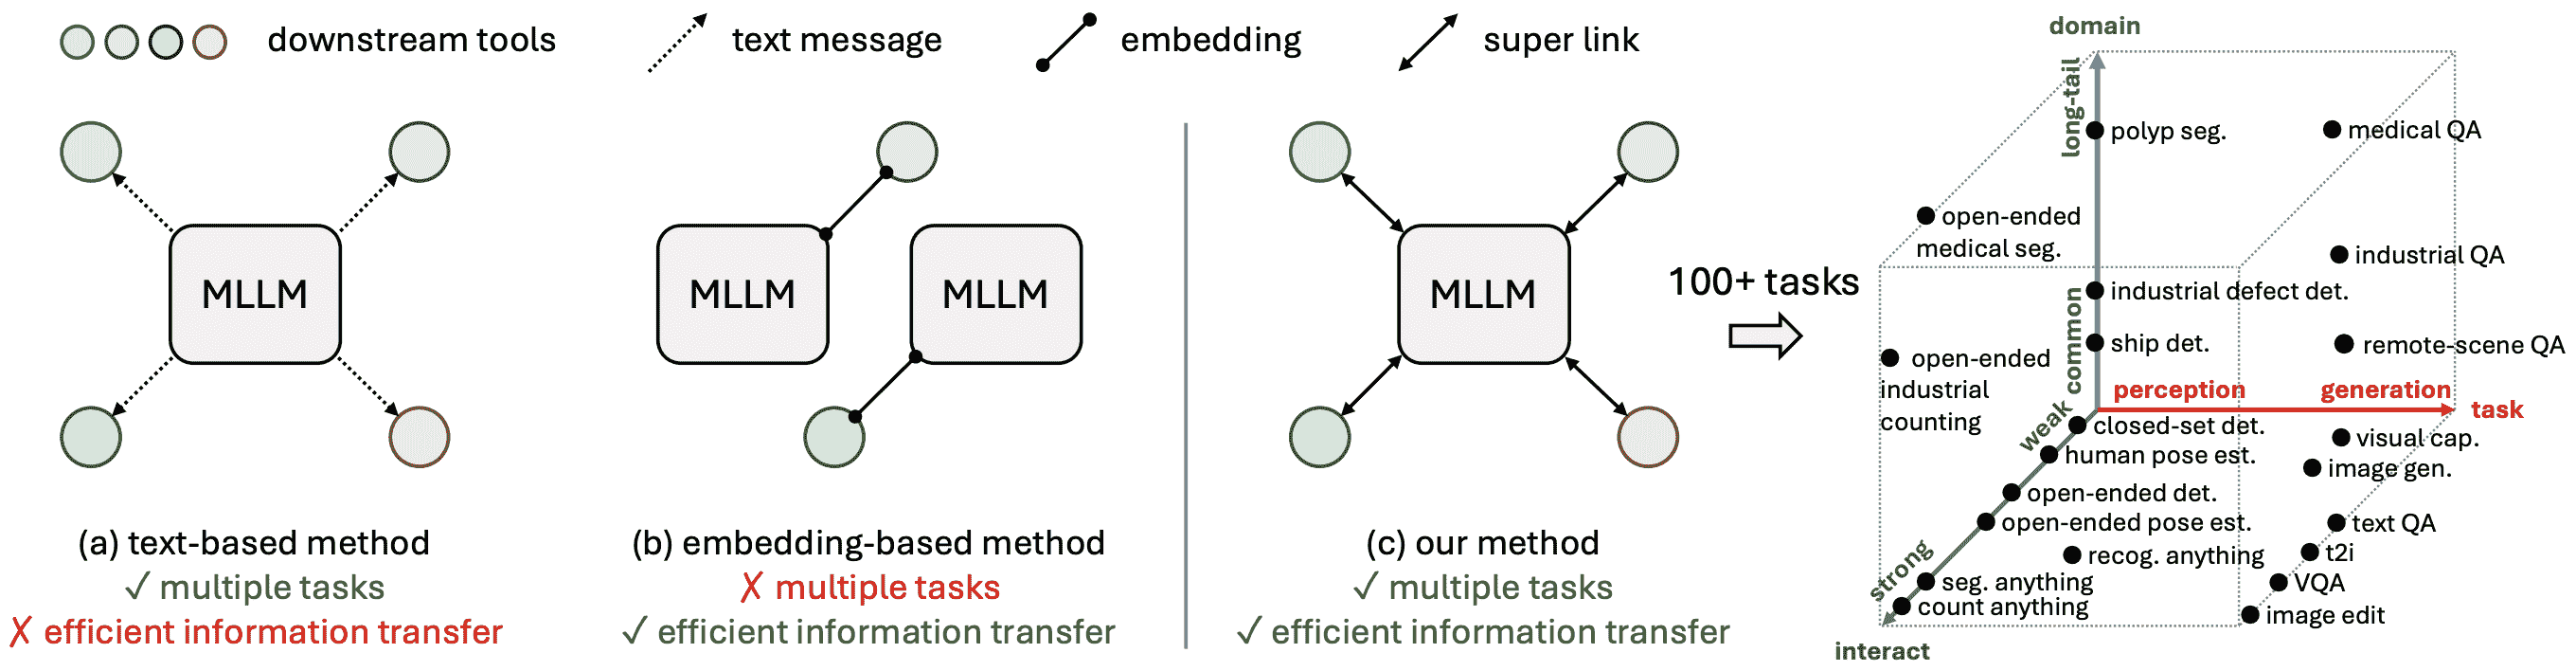 downstream tools
text message
embedding
super link
MLLM
(a) text-based method
✓ multiple tasks
✗ efficient information transfer
MLLM
MLLM
(b) embedding-based method
✗ multiple tasks
✓ efficient information transfer
MLLM
(c) our method
✓ multiple tasks
✓ efficient information transfer
100+ tasks
domain
long-tail
polyp seg.
medical QA
open-ended
medical seg.
industrial QA
industrial defect det.
common
ship det.
remote-scene QA
open-ended
industrial
counting
perception
generation
task
weak
closed-set det.
visual cap.
human pose est.
image gen.
open-ended det.
open-ended pose est.
text QA
recog. anything
t2i
strong
seg. anything
VQA
count anything
image edit
interact